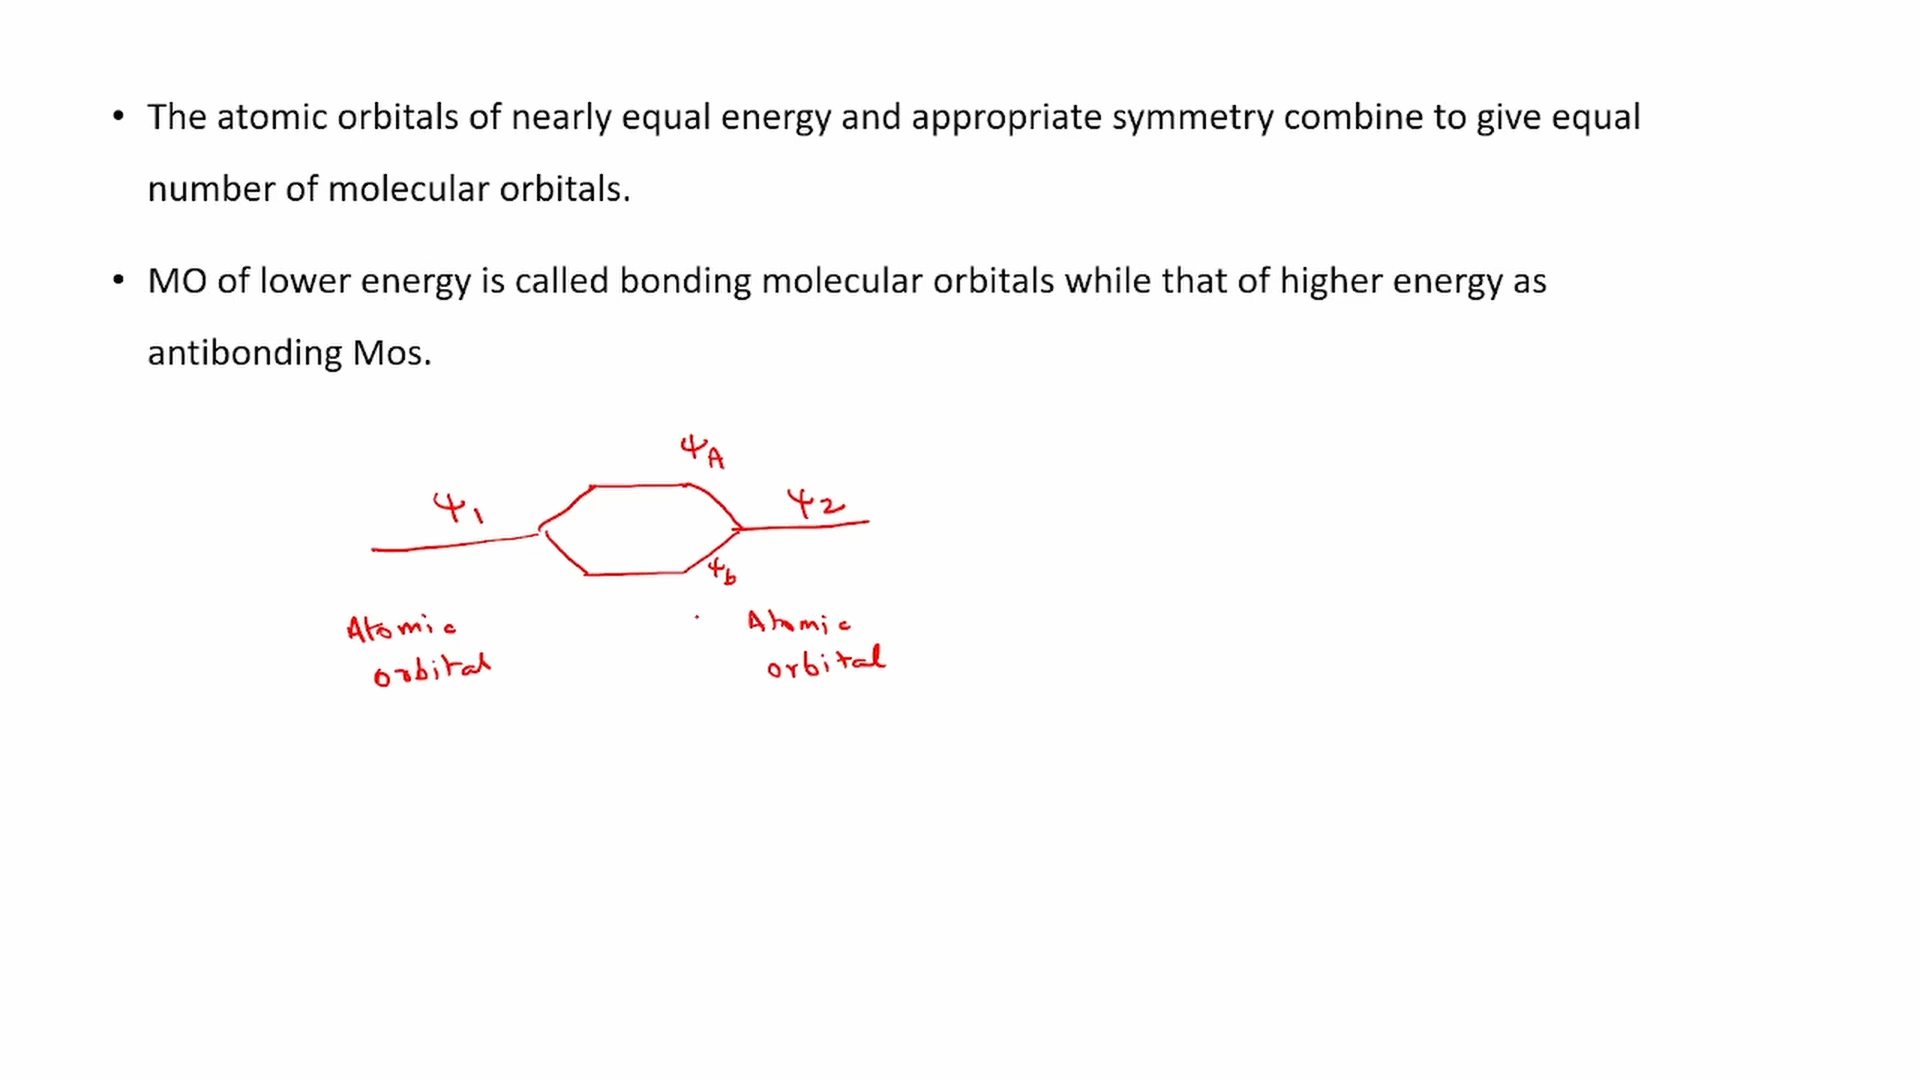 • The atomic orbitals of nearly equal energy and appropriate symmetry combine to give equal
number of molecular orbitals.
• MO of lower energy is called bonding molecular orbitals while that of higher energy as
antibonding Mos.
ΨA
Ψ1
Ψ2
Ψb
Atomic
orbital
Atomic
orbital